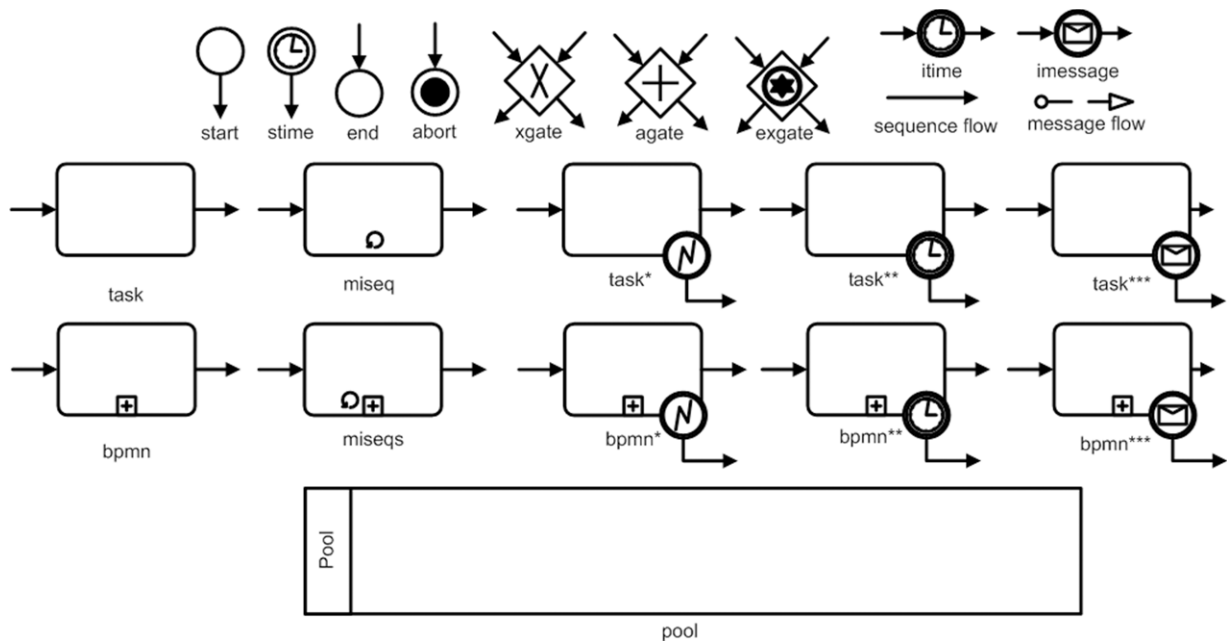 itime
imessage
start
stime
end
abort
xgate
agate
exgate
sequence flow
message flow
task
miseq
task*
task**
task***
bpmn
miseqs
bpmn*
bpmn**
bpmn***
Pool
pool